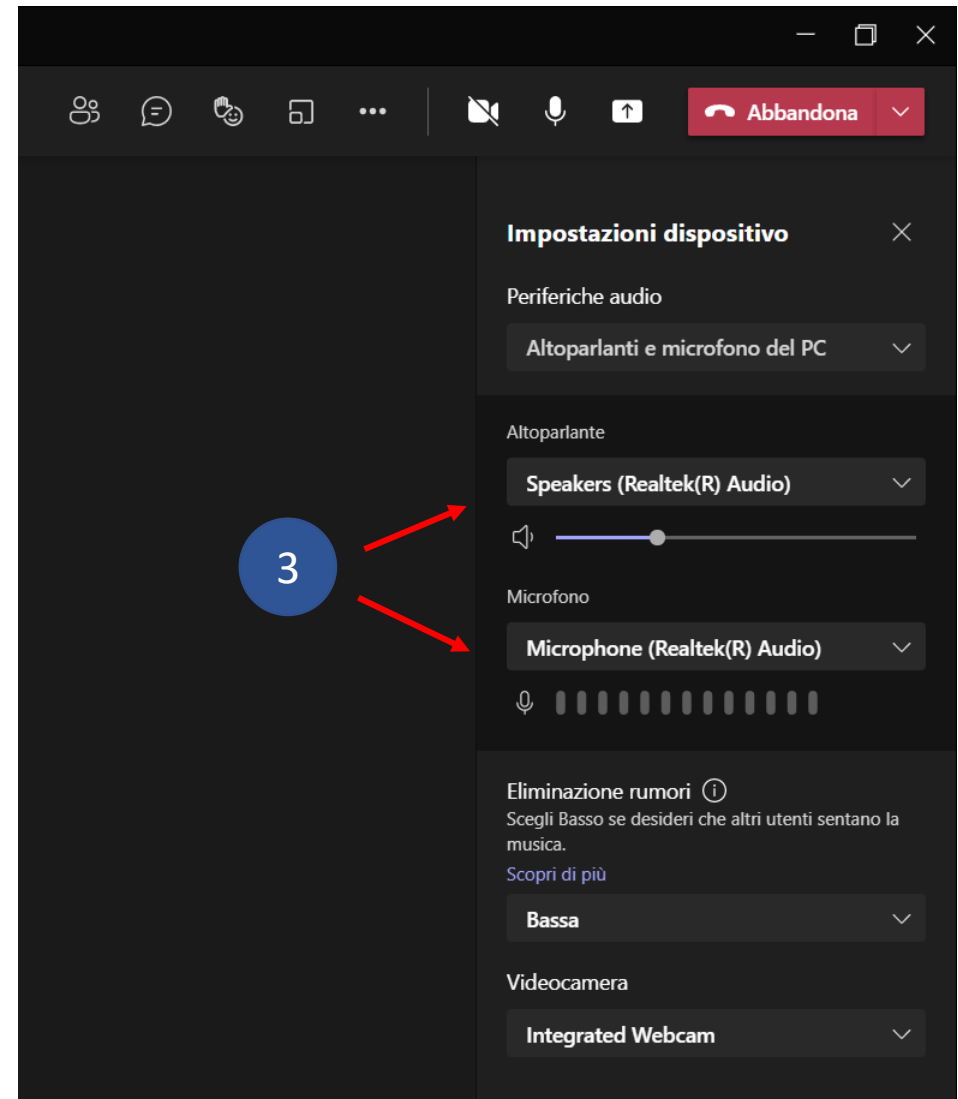 Abbandona
Impostazioni dispositivo
Periferiche audio
Altoparlanti e microfono del PC
Altoparlante
Speakers (Realtek(R) Audio)
3
Microfono
Microphone (Realtek(R) Audio)
Eliminazione rumori
Scegli Basso se desideri che altri utenti sentano la
musica.
Scopri di più
Bassa
Videocamera
Integrated Webcam